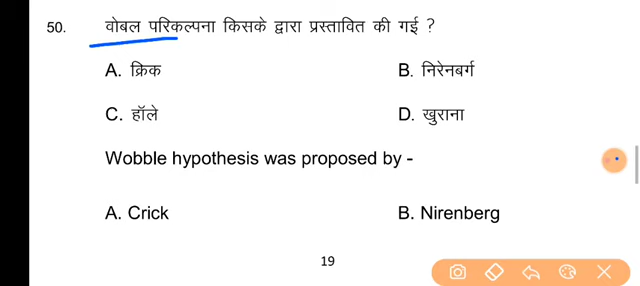 50. वोबल परिकल्पना किसके द्वारा प्रस्तावित की गई ?
A. क्रिक B. निरेनबर्ग
C. हॉले D. खुराना
Wobble hypothesis was proposed by -
A. Crick B. Nirenberg
19